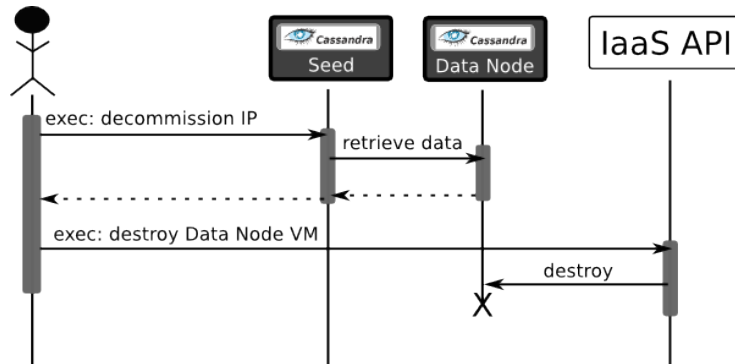 Cassandra
Seed
Cassandra
Data Node
IaaS API
exec: decommission IP
retrieve data
exec: destroy Data Node VM
destroy
X